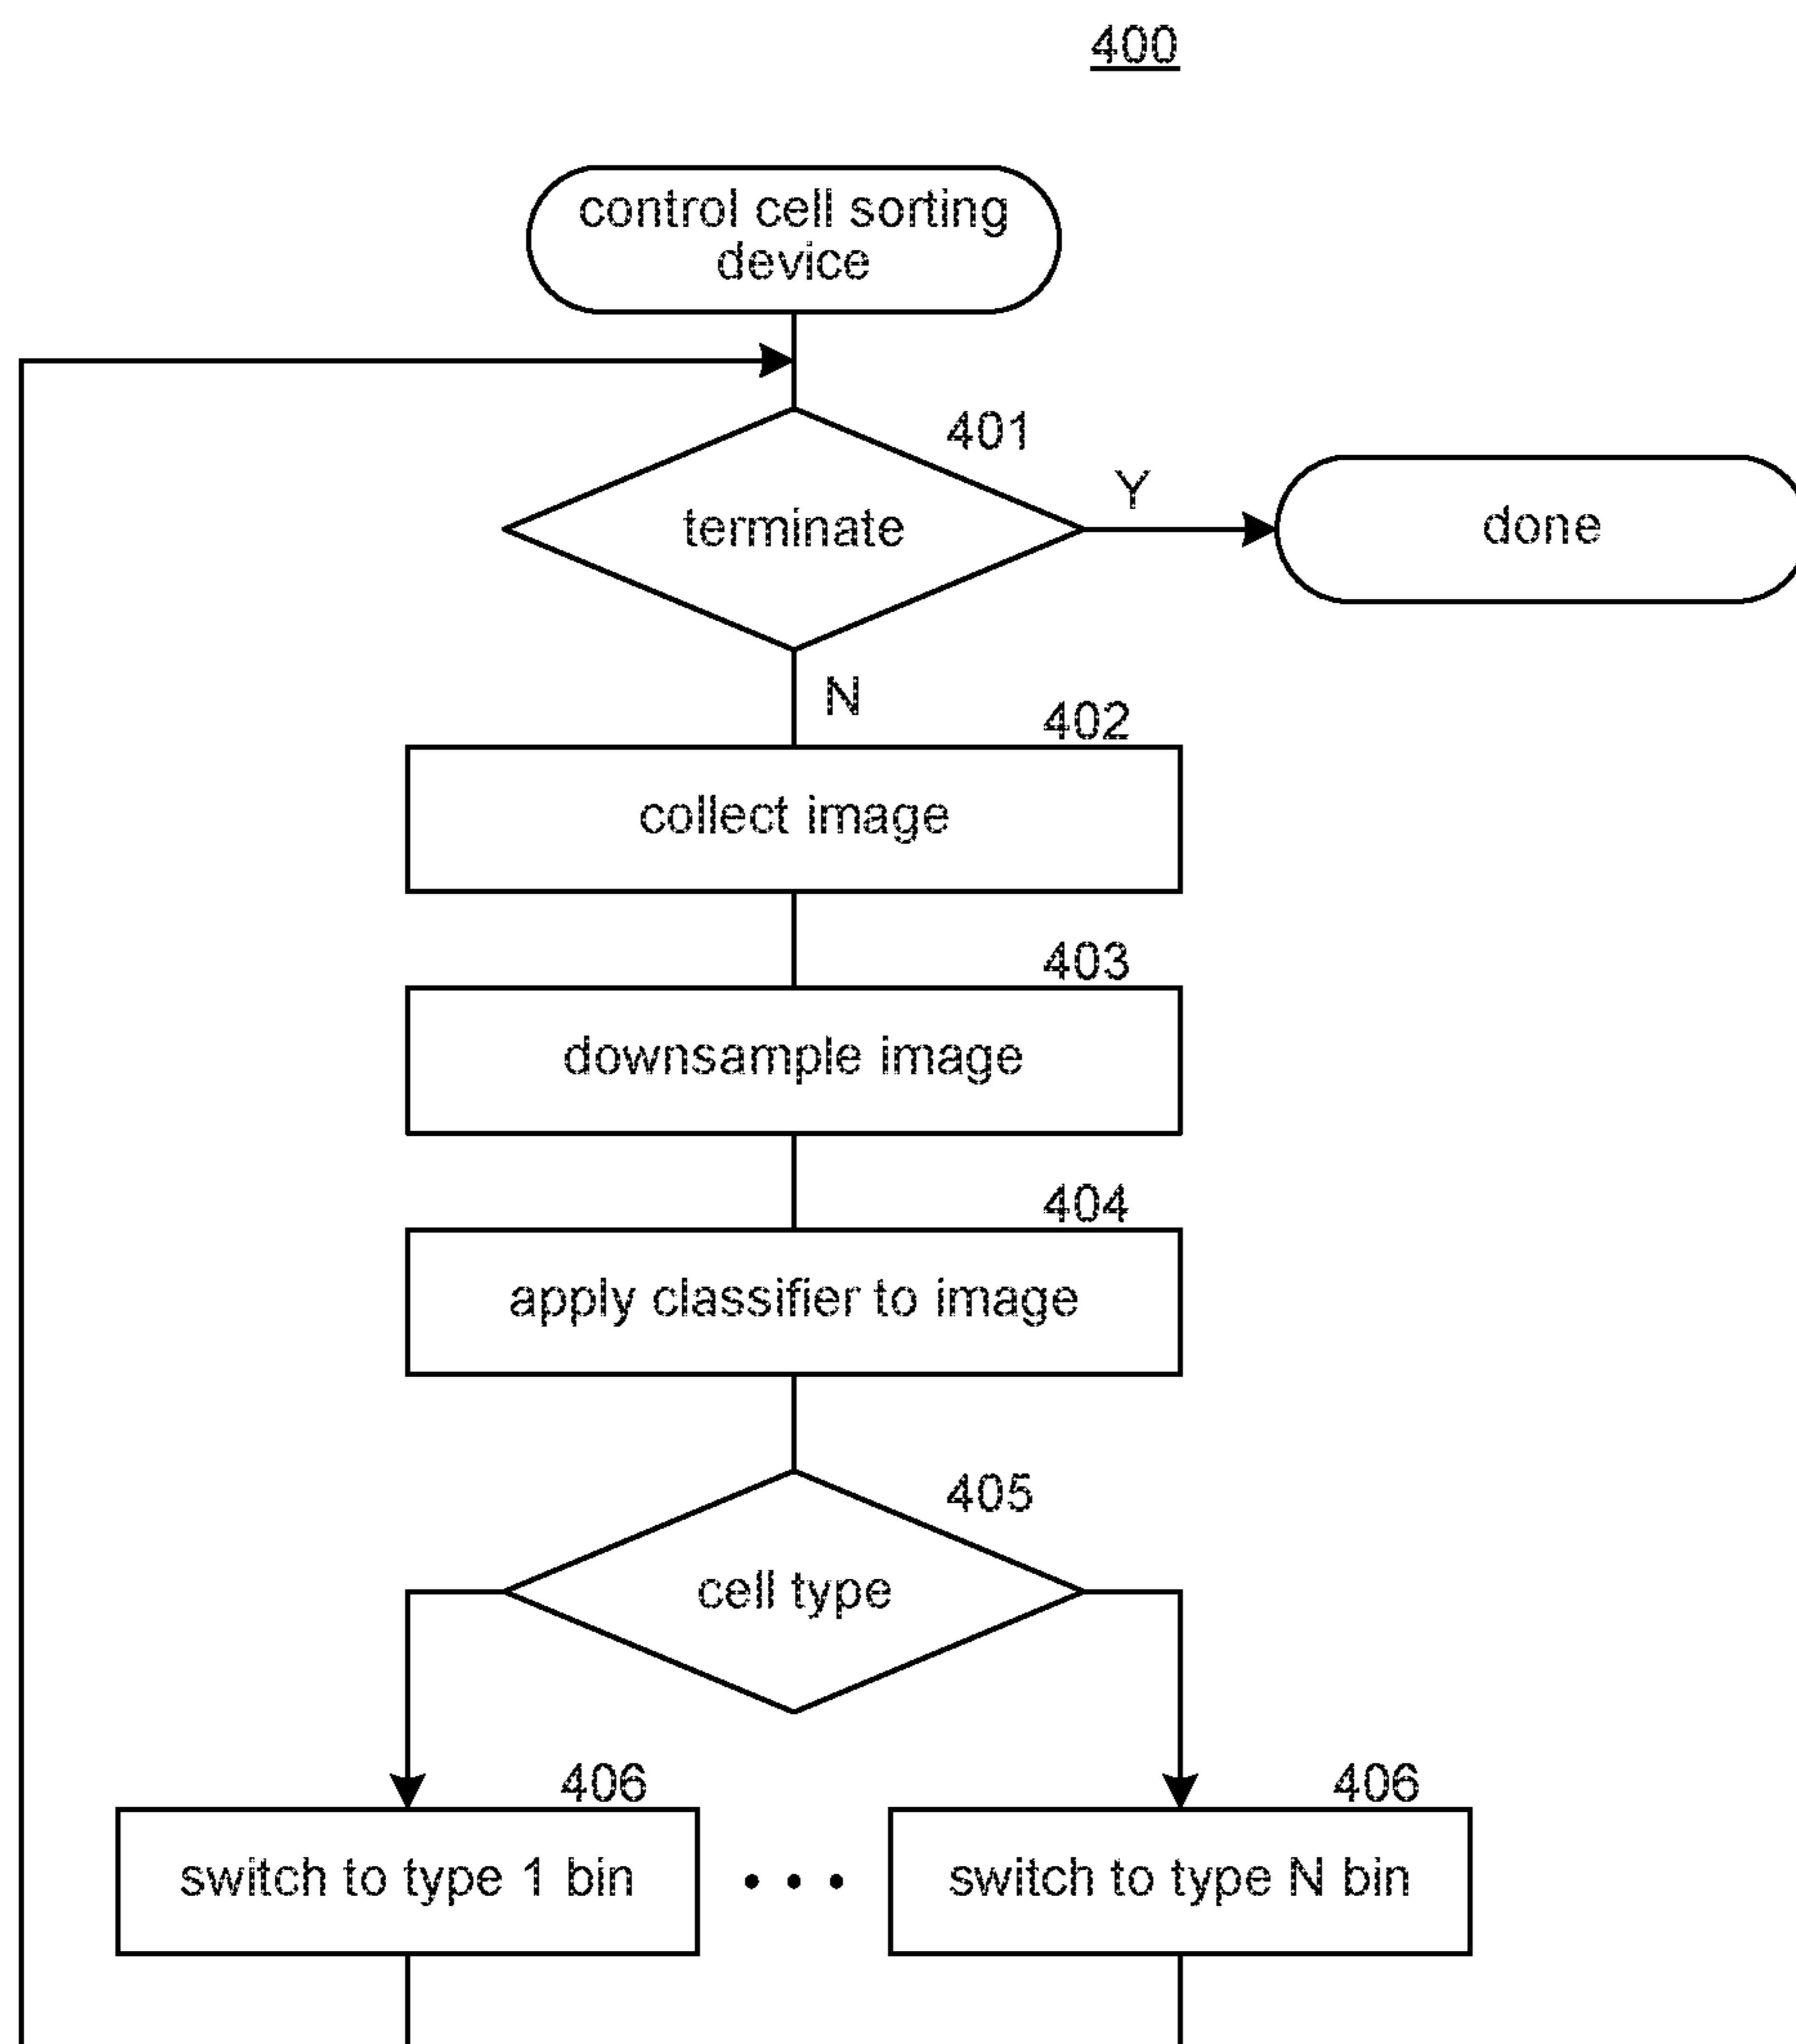 400
control cell sorting
device
401
terminate
Y
done
N
402
collect image
403
downsample image
404
apply classifier to image
405
cell type
406
406
switch to type 1 bin
• • •
switch to type N bin